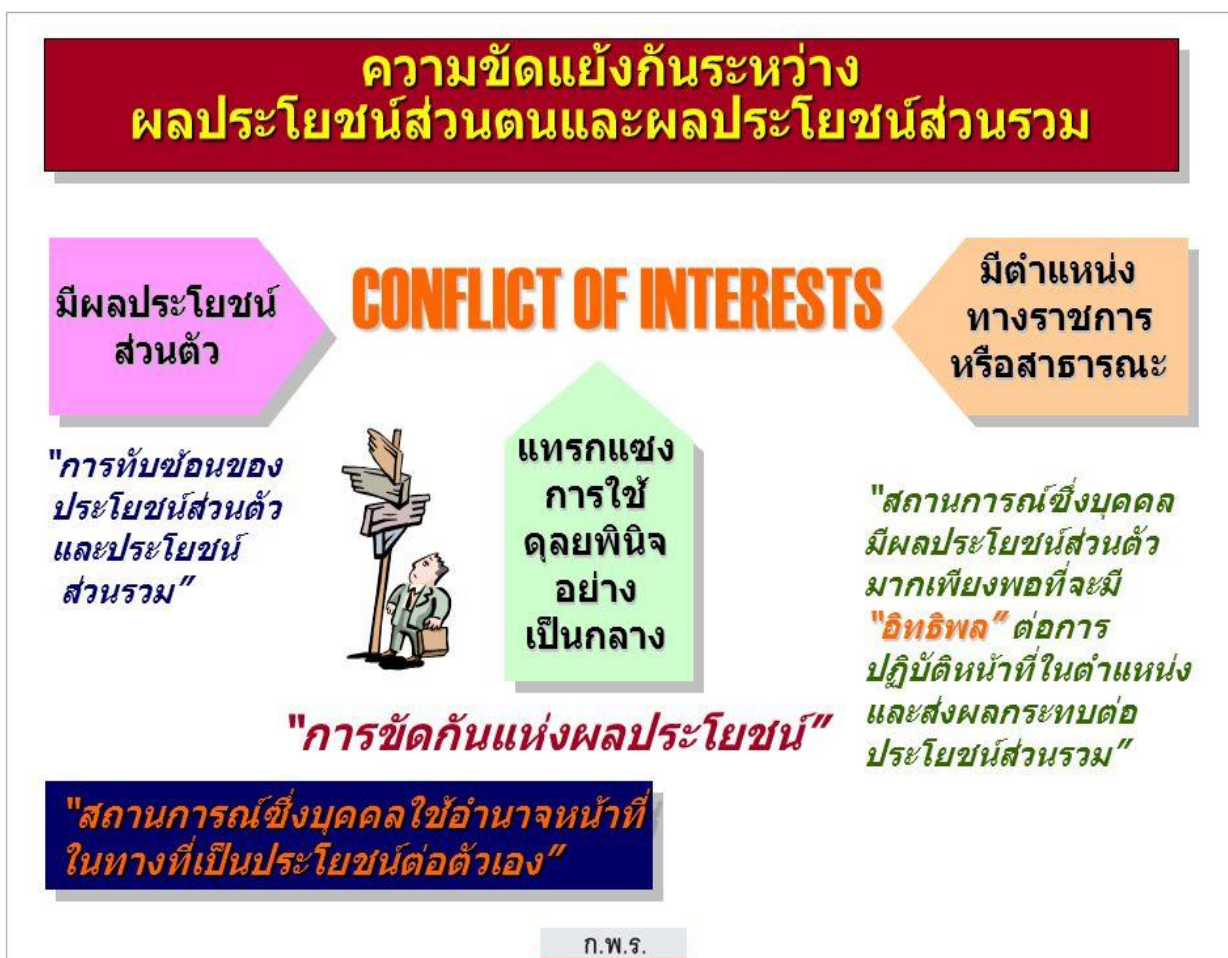 ความขัดแย้งกันระหว่าง
ผลประโยชน์ส่วนตนและผลประโยชน์ส่วนรวม
มีผลประโยชน์
ส่วนตัว
CONFLICT OF INTERESTS
มีตำแหน่ง
ทางราชการ
หรือสาธารณะ
"การทับซ้อนของ
ประโยชน์ส่วนตัว
และประโยชน์
ส่วนรวม"
แทรกแซง
การใช้
ดุลยพินิจ
อย่าง
เป็นกลาง
"สถานการณ์ซึ่งบุคคล
มีผลประโยชน์ส่วนตัว
มากเพียงพอที่จะมี
"อิทธิพล" ต่อการ
ปฏิบัติหน้าที่ในตำแหน่ง
และส่งผลกระทบต่อ
ประโยชน์ส่วนรวม"
"การขัดกันแห่งผลประโยชน์"
"สถานการณ์ซึ่งบุคคลใช้อำนาจหน้าที่
ในทางที่เป็นประโยชน์ต่อตัวเอง"
ก.พ.ร.